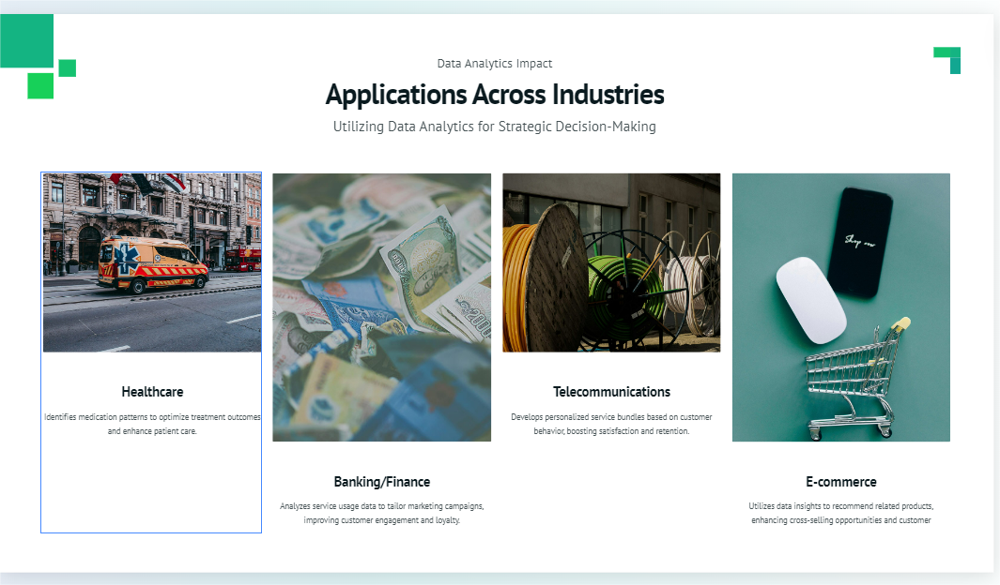 Data Analytics Impact
Applications Across Industries
Utilizing Data Analytics for Strategic Decision-Making
Healthcare
Identifies medication patterns to optimize treatment outcomes
and enhance patient care.
Banking/Finance
Analyzes service usage data to tailor marketing campaigns,
improving customer engagement and loyalty.
Telecommunications
Develops personalized service bundles based on customer
behavior, boosting satisfaction and retention.
Shop now
E-commerce
Utilizes data insights to recommend related products,
enhancing cross-selling opportunities and customer